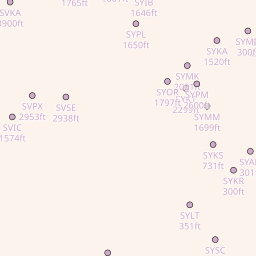 1765ft
SYIB
1646ft
SVKA
SYPL
1650ft
SYKA
1520ft
SYMK
SYOR
1797ft
SYPM
SYMM
1699ft
SVPX
2953ft
SVSE
2938ft
SVIC
1574ft
SYKS
731ft
SYKR
300ft
SYLT
351ft
SYSC